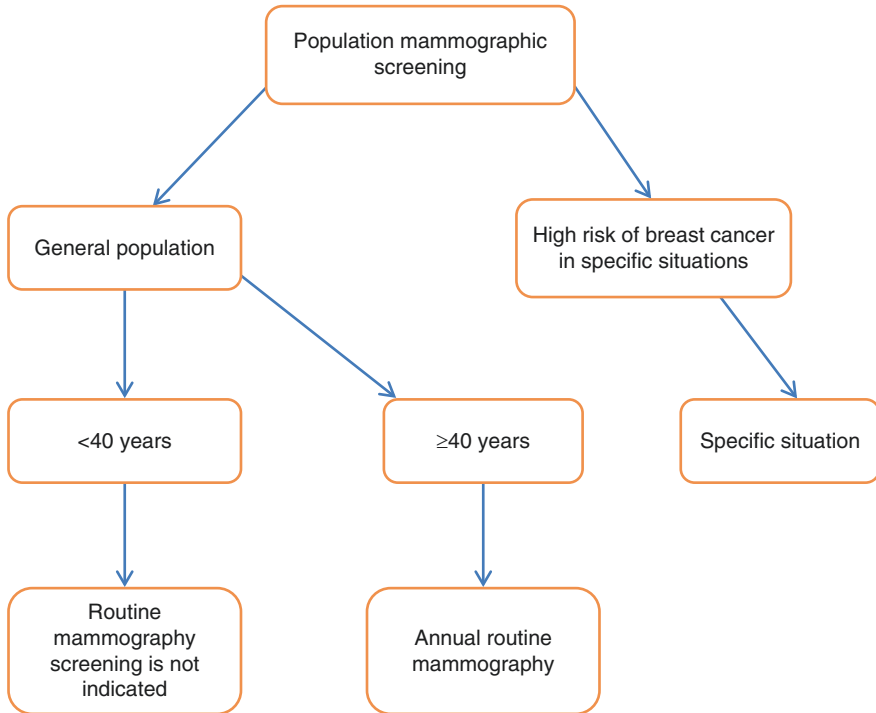 Population mammographic
screening
General population
High risk of breast cancer
in specific situations
<40 years
≥40 years
Specific situation
Routine
mammography
screening is not
indicated
Annual routine
mammography